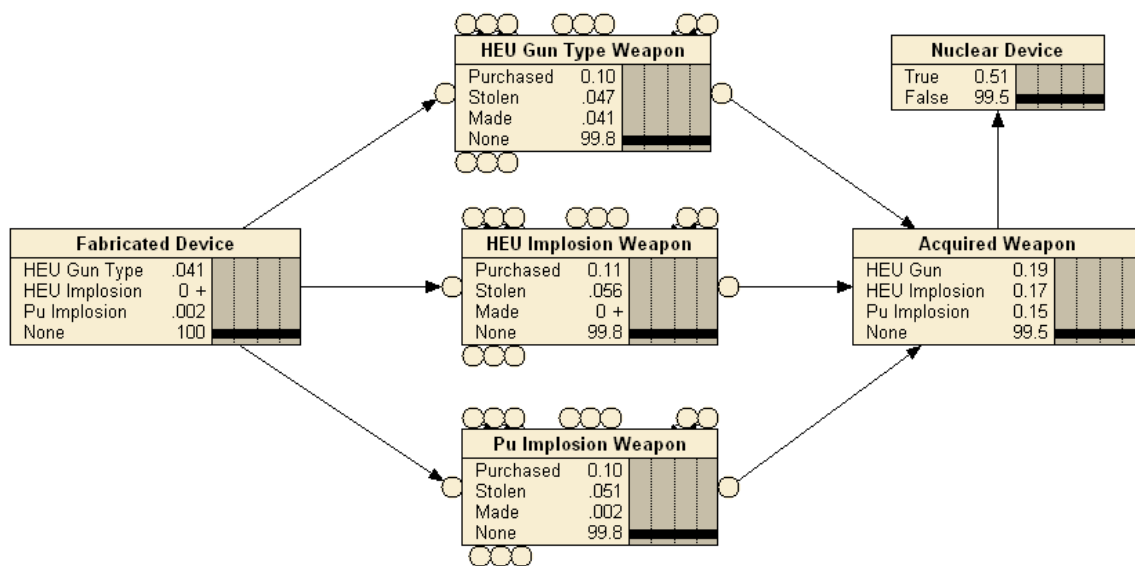 HEU Gun Type Weapon
Purchased 0.10
Stolen .047
Made .041
None 99.8
Nuclear Device
True 0.51
False 99.5
Fabricated Device
HEU Gun Type .041
HEU Implosion 0 +
Pu Implosion .002
None 100
HEU Implosion Weapon
Purchased 0.11
Stolen .056
Made 0 +
None 99.8
Acquired Weapon
HEU Gun 0.19
HEU Implosion 0.17
Pu Implosion 0.15
None 99.5
Pu Implosion Weapon
Purchased 0.10
Stolen .051
Made .002
None 99.8